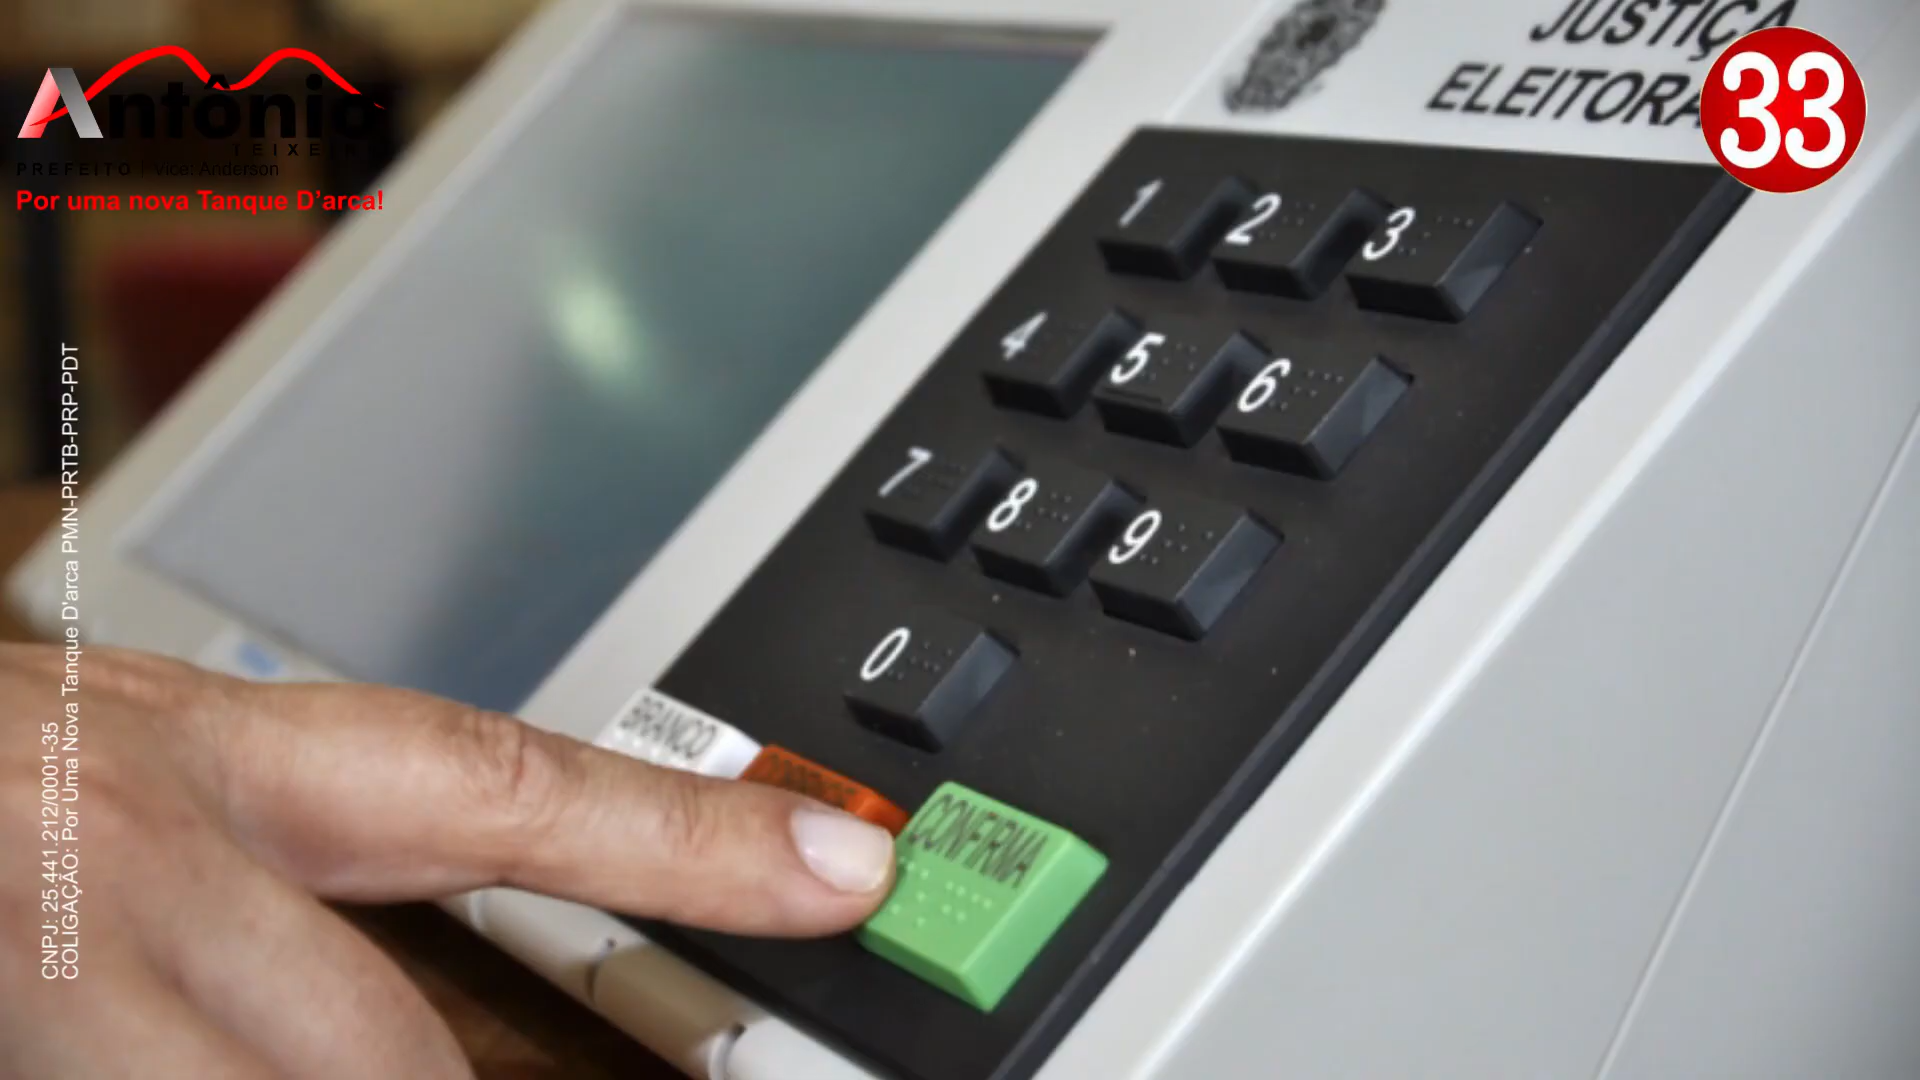 Antônio
TEIXEIRA
PREFEITO | Vice: Anderson
Por uma nova Tanque D'arca!
JUSTIÇA
ELEITORA
33
1 2 3
4 5 6
7 8 9
0
BRANCO
CORRIGE
CONFIRMA
CNPJ: 25.441.212/0001-35
COLIGAÇÃO: Por Uma Nova Tanque D'arca PMN-PRTB-PRP-PDT